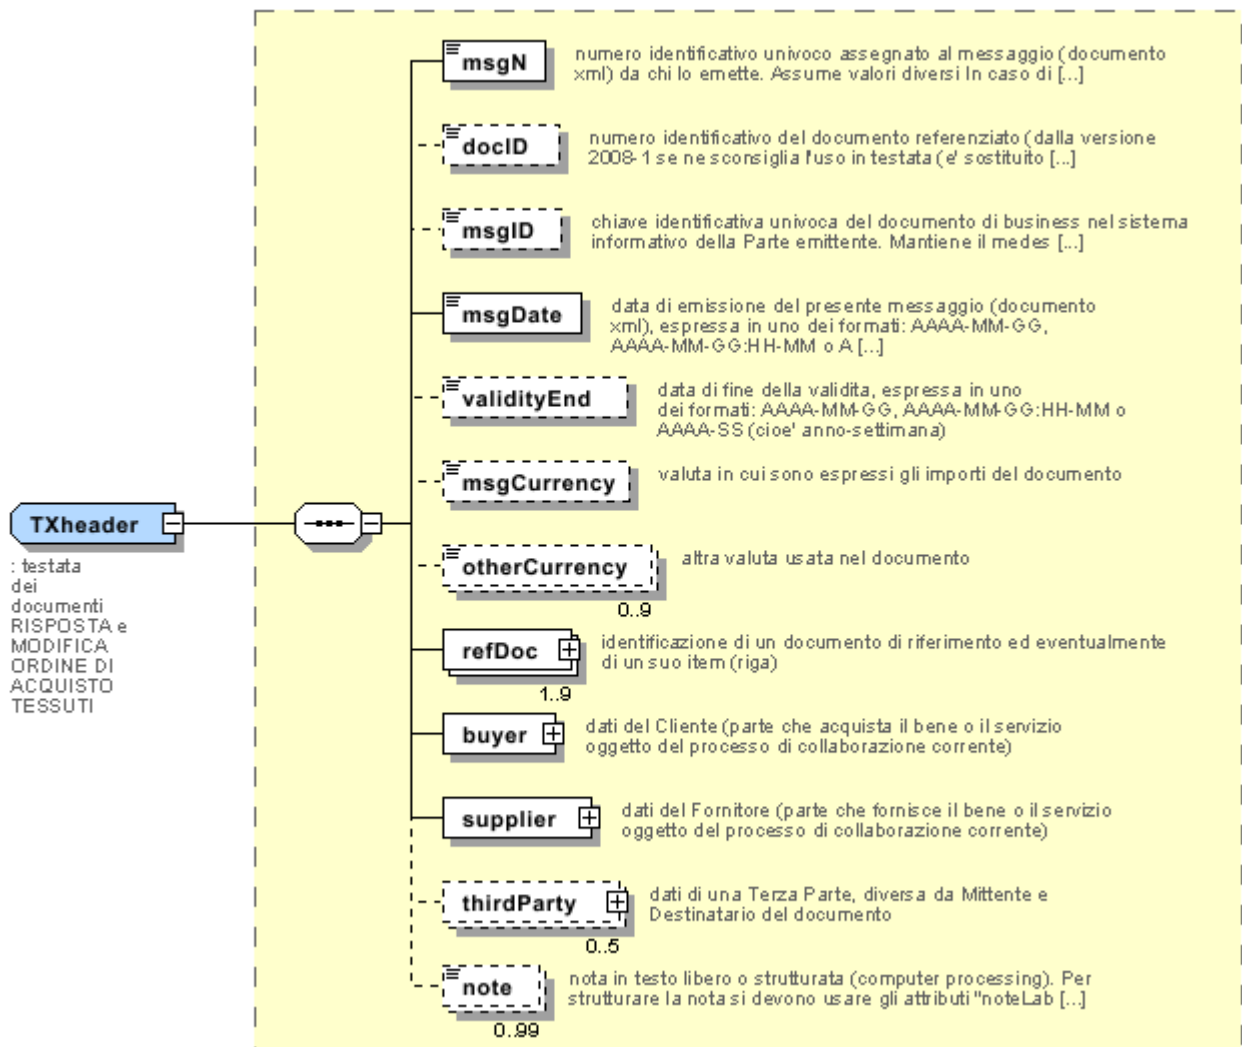 msgN
numero identificativo univoco assegnato al messaggio (documento
xml) da chi lo emette. Assume valori diversi In caso di [...]
docID
numero identificativo del documento referenziato (dalla versione
2008-1 se ne sconsiglia l'uso in testata (e' sostituito [...]
msgID
chiave identificativa univoca del documento di business nel sistema
informativo della Parte emittente. Mantiene il medes [...]
msgDate
data di emissione del presente messaggio (documento
xml), espressa in uno dei formati: AAAA-MM-GG,
AAAA-MM-GG:HH-MM o A [...]
validityEnd
data di fine della validita, espressa in uno
dei formati: AAAA-MM-GG, AAAA-MM-GG:HH-MM o
AAAA-SS (cioe' anno-settimana)
msgCurrency
valuta in cui sono espressi gli importi del documento
TXheader
: testata
dei
documenti
RISPOSTA e
MODIFICA
ORDINE DI
ACQUISTO
TESSUTI
otherCurrency
altra valuta usata nel documento
0..9
refDoc
identificazione di un documento di riferimento ed eventualmente
di un suo item (riga)
1..9
buyer
dati del Cliente (parte che acquista il bene o il servizio
oggetto del processo di collaborazione corrente)
supplier
dati del Fornitore (parte che fornisce il bene o il servizio
oggetto del processo di collaborazione corrente)
thirdParty
dati di una Terza Parte, diversa da Mittente e
Destinatario del documento
0..5
note
nota in testo libero o strutturata (computer processing). Per
strutturare la nota si devono usare gli attributi "noteLab [...]
0..99